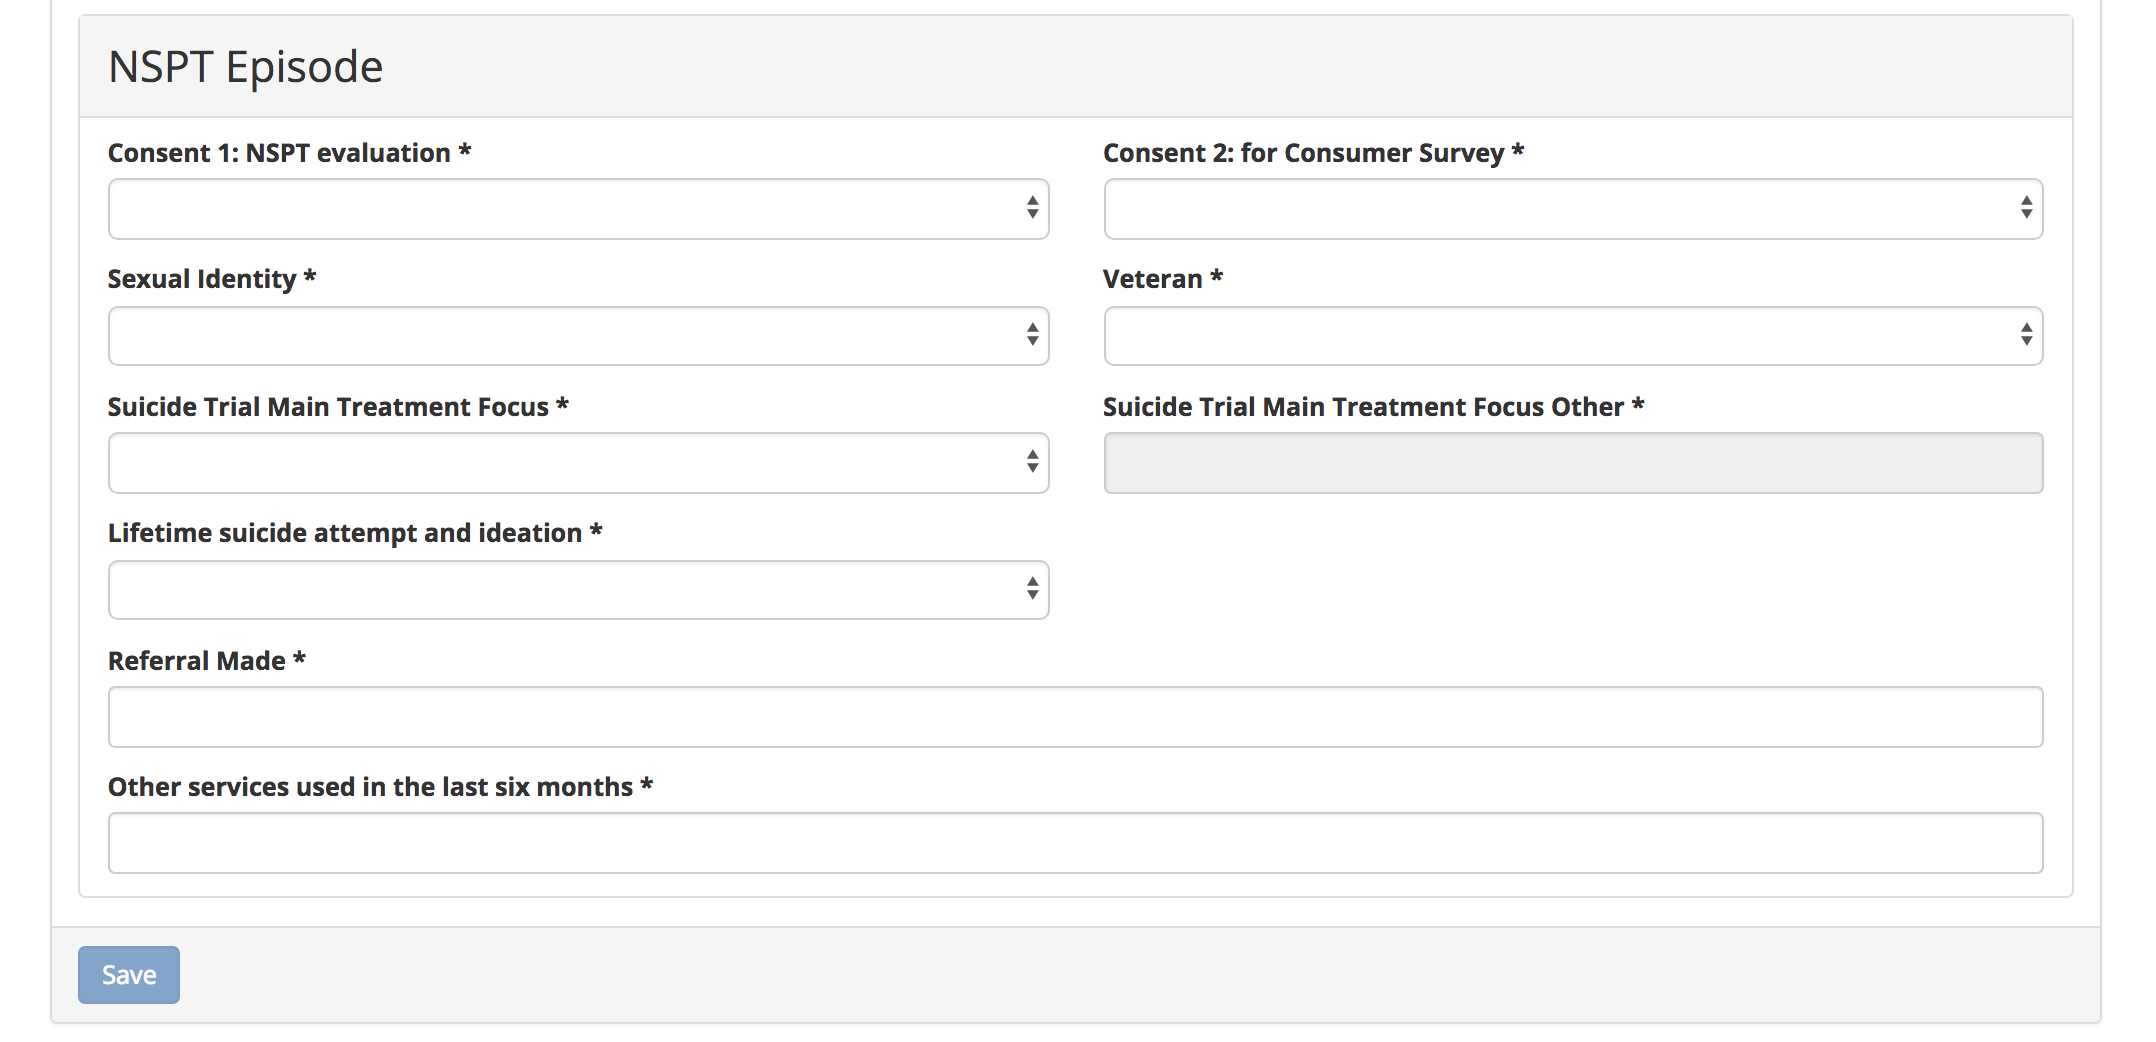 NSPT Episode
Consent 1: NSPT evaluation *
Consent 2: for Consumer Survey *
Sexual Identity *
Veteran *
Suicide Trial Main Treatment Focus *
Suicide Trial Main Treatment Focus Other *
Lifetime suicide attempt and ideation *
Referral Made *
Other services used in the last six months *
Save